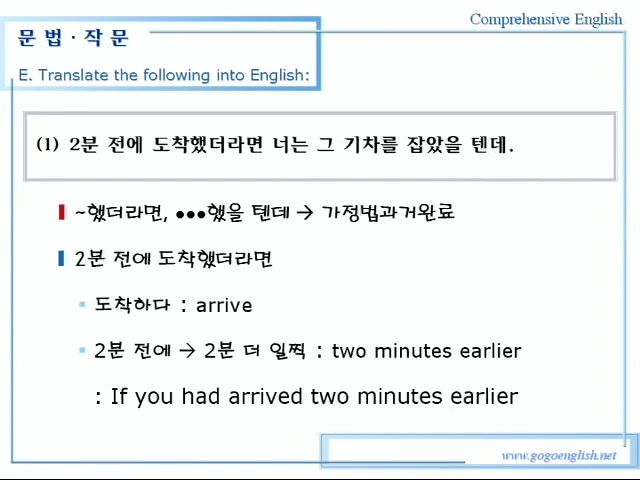 Comprehensive English
문 법 · 작 문
E. Translate the following into English:
(1) 2분 전에 도착했더라면 너는 그 기차를 잡았을 텐데.
~했더라면, ●●●했을 텐데 → 가정법과거완료
2분 전에 도착했더라면
도착하다 : arrive
2분 전에 → 2분 더 일찍 : two minutes earlier
: If you had arrived two minutes earlier
www.gogoenglish.net